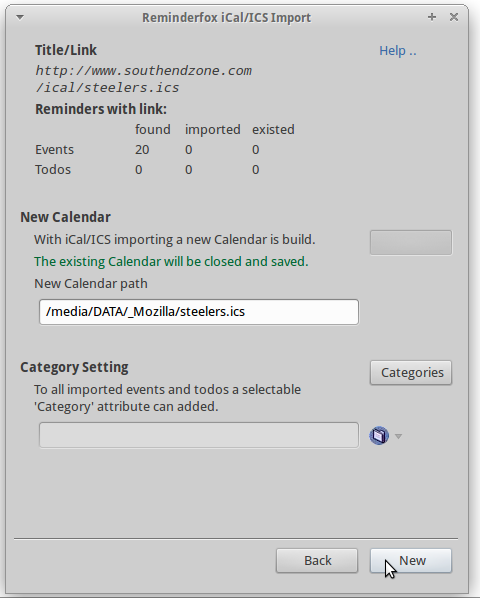 Reminderfox iCal/ICS Import
Title/Link
Help ..
http://www.southendzone.com
/ical/steelers.ics
Reminders with link:
found imported existed
Events 20 0 0
Todos 0 0 0
New Calendar
With iCal/ICS importing a new Calendar is build.
The existing Calendar will be closed and saved.
New Calendar path
/media/DATA/_Mozilla/steelers.ics
Category Setting
Categories
To all imported events and todos a selectable
'Category' attribute can added.
Back New